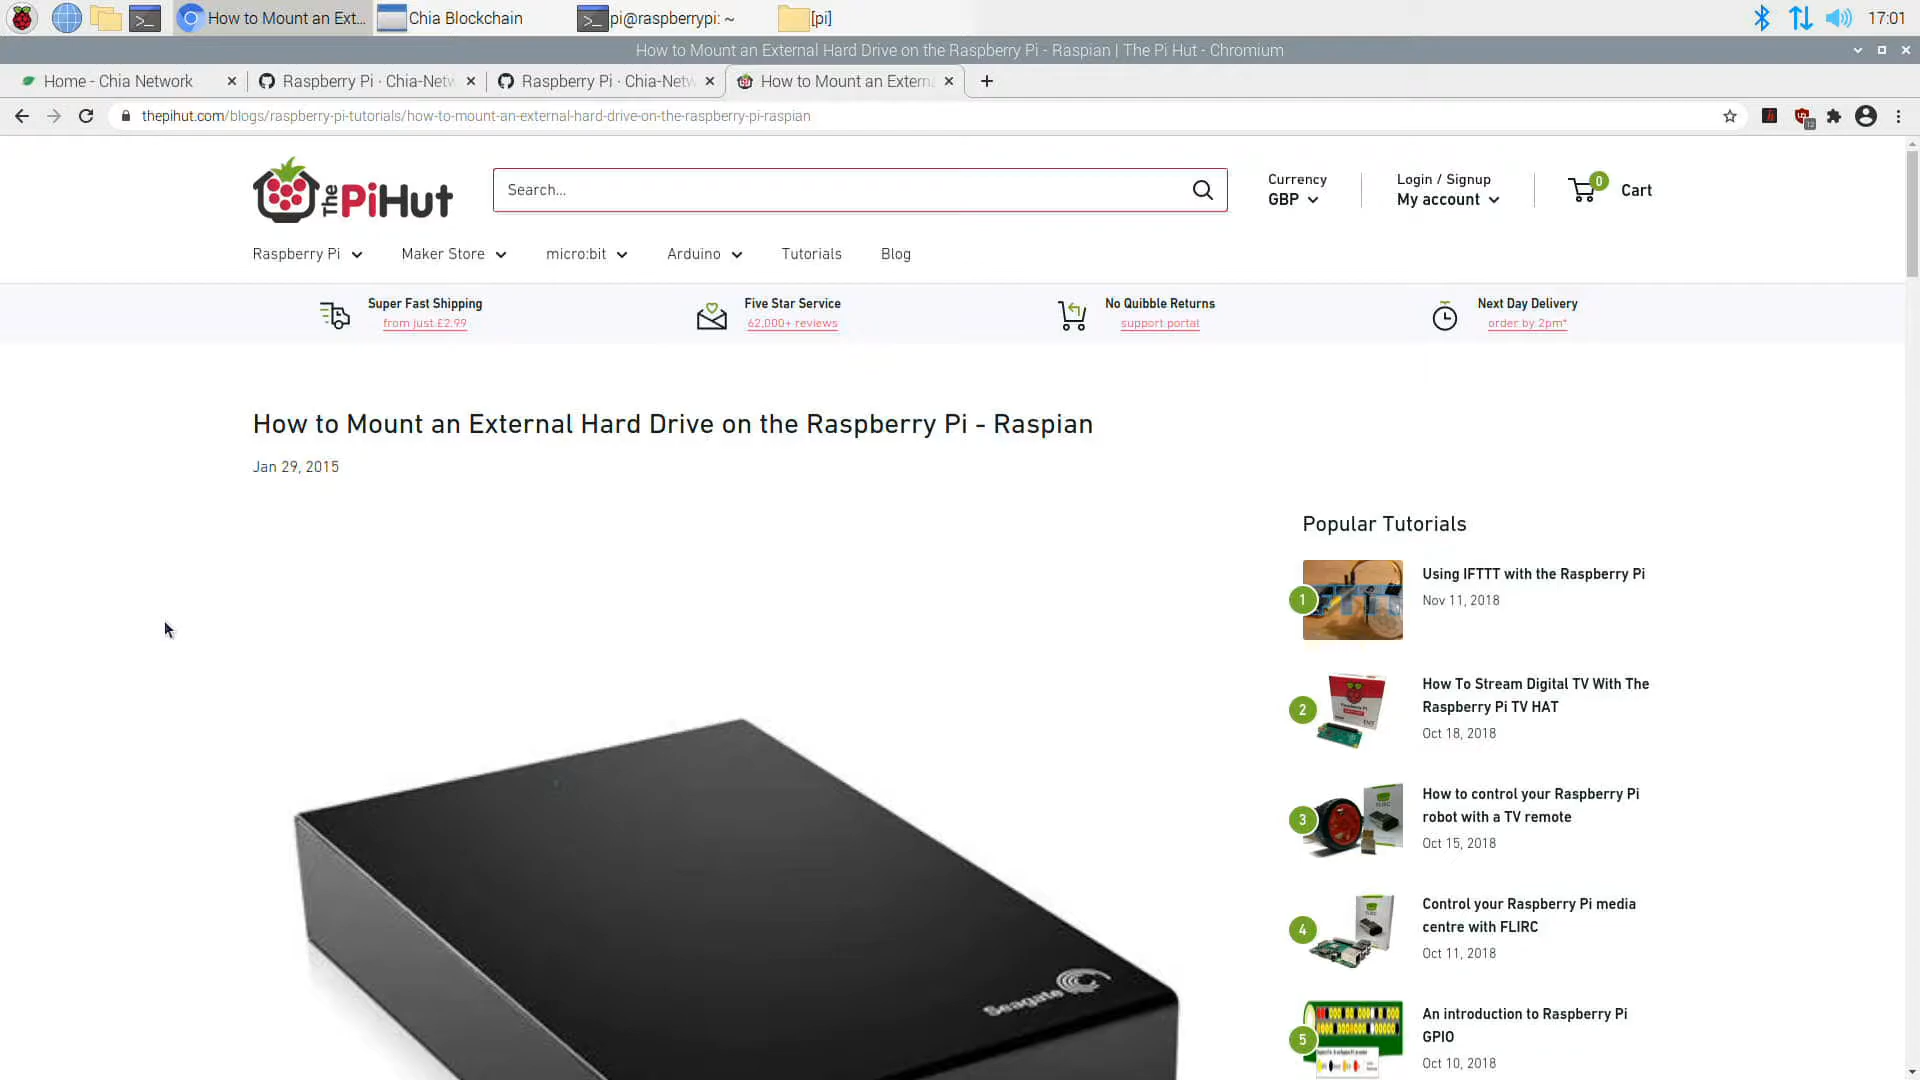 How to Mount an Ext...
Chia Blockchain
pi@raspberrypi: ~
[pi]
17:01
How to Mount an External Hard Drive on the Raspberry Pi - Raspian | The Pi Hut - Chromium
Home - Chia Network
Raspberry Pi · Chia-Netw
Raspberry Pi · Chia-Netw
How to Mount an Externa
thepihut.com/blogs/raspberry-pi-tutorials/how-to-mount-an-external-hard-drive-on-the-raspberry-pi-raspian
The PiHut
Search...
Currency
GBP
Login / Signup
My account
0
Cart
Raspberry Pi
Maker Store
micro:bit
Arduino
Tutorials
Blog
Super Fast Shipping
from just £2.99
Five Star Service
62,000+ reviews
No Quibble Returns
support portal
Next Day Delivery
order by 2pm*
How to Mount an External Hard Drive on the Raspberry Pi - Raspian
Jan 29, 2015
Seagate
Popular Tutorials
1
Using IFTTT with the Raspberry Pi
Nov 11, 2018
2
How To Stream Digital TV With The
Raspberry Pi TV HAT
Oct 18, 2018
3
How to control your Raspberry Pi
robot with a TV remote
Oct 15, 2018
4
Control your Raspberry Pi media
centre with FLIRC
Oct 11, 2018
5
An introduction to Raspberry Pi
GPIO
Oct 10, 2018